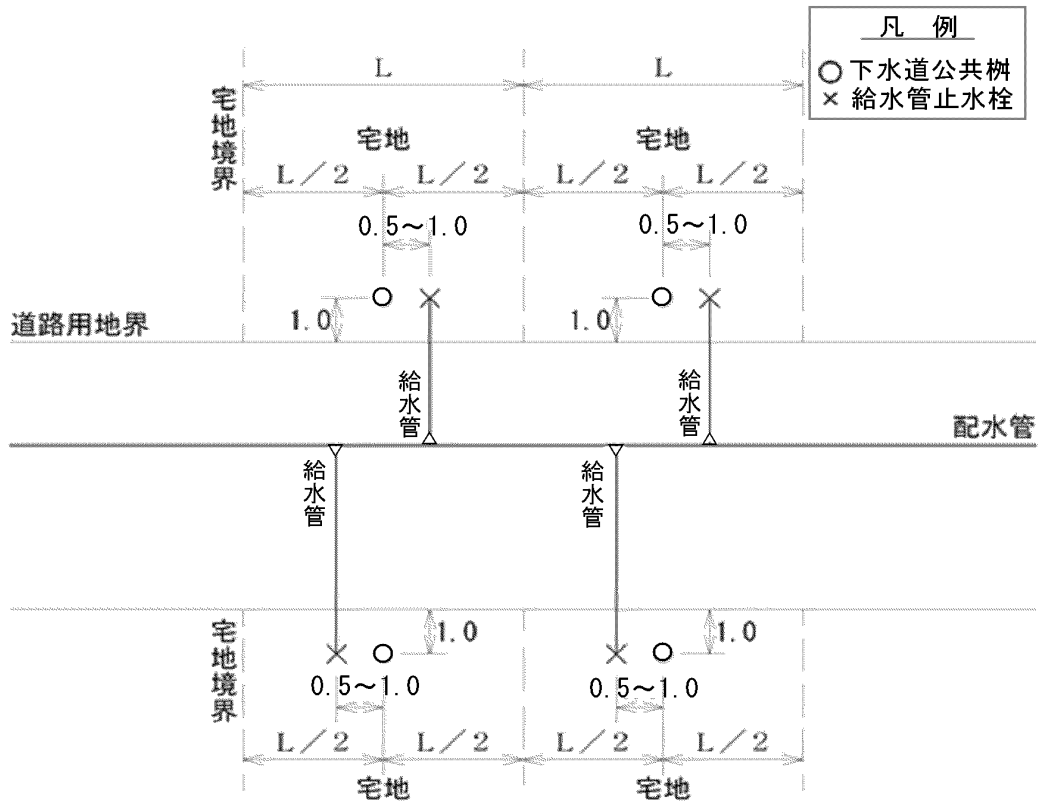 凡 例
下水道公共桝
給水管止水栓
L
L
宅地境界
宅地
宅地
L/2
L/2
L/2
L/2
0.5~1.0
0.5~1.0
1.0
1.0
道路用地界
給水管
給水管
配水管
給水管
給水管
宅地境界
1.0
1.0
0.5~1.0
0.5~1.0
L/2
L/2
L/2
L/2
宅地
宅地